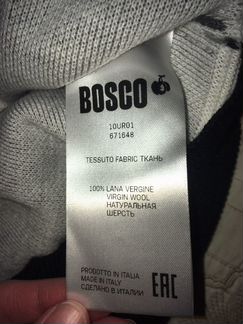 BOSCO
10UR01
671648
TESSUTO FABRIC ТКАНЬ
100% LANA VERGINE
VIRGIN WOOL
НАТУРАЛЬНАЯ
ШЕРСТЬ
PRODOTTO IN ITALIA
MADE IN ITALY
СДЕЛАНО В ИТАЛИИ
EAC